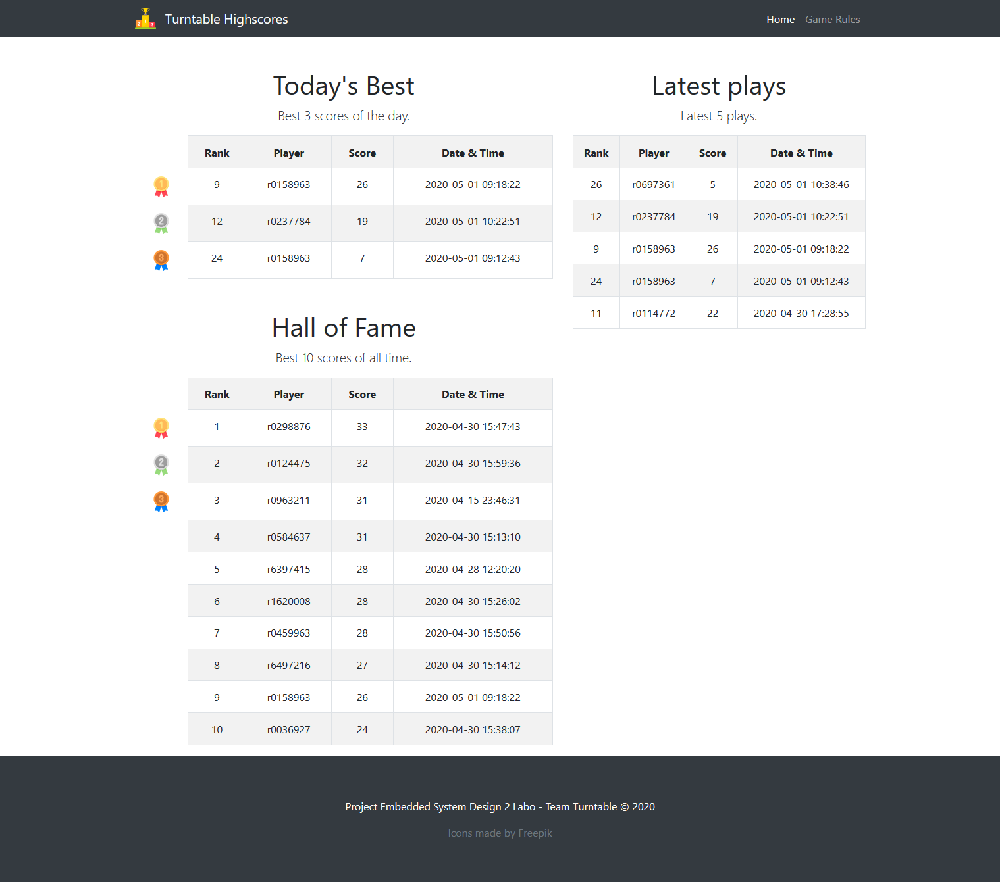 Turntable Highscores Home Game Rules
Today's Best
Best 3 scores of the day.
Rank Player Score Date & Time
1 9 r0158963 26 2020-05-01 09:18:22
2 12 r0237784 19 2020-05-01 10:22:51
3 24 r0158963 7 2020-05-01 09:12:43
Latest plays
Latest 5 plays.
Rank Player Score Date & Time
26 r0697361 5 2020-05-01 10:38:46
12 r0237784 19 2020-05-01 10:22:51
9 r0158963 26 2020-05-01 09:18:22
24 r0158963 7 2020-05-01 09:12:43
11 r0114772 22 2020-04-30 17:28:55
Hall of Fame
Best 10 scores of all time.
Rank Player Score Date & Time
1 1 r0298876 33 2020-04-30 15:47:43
2 2 r0124475 32 2020-04-30 15:59:36
3 3 r0963211 31 2020-04-15 23:46:31
4 r0584637 31 2020-04-30 15:13:10
5 r6397415 28 2020-04-28 12:20:20
6 r1620008 28 2020-04-30 15:26:02
7 r0459963 28 2020-04-30 15:50:56
8 r6497216 27 2020-04-30 15:14:12
9 r0158963 26 2020-05-01 09:18:22
10 r0036927 24 2020-04-30 15:38:07
Project Embedded System Design 2 Labo - Team Turntable © 2020
Icons made by Freepik